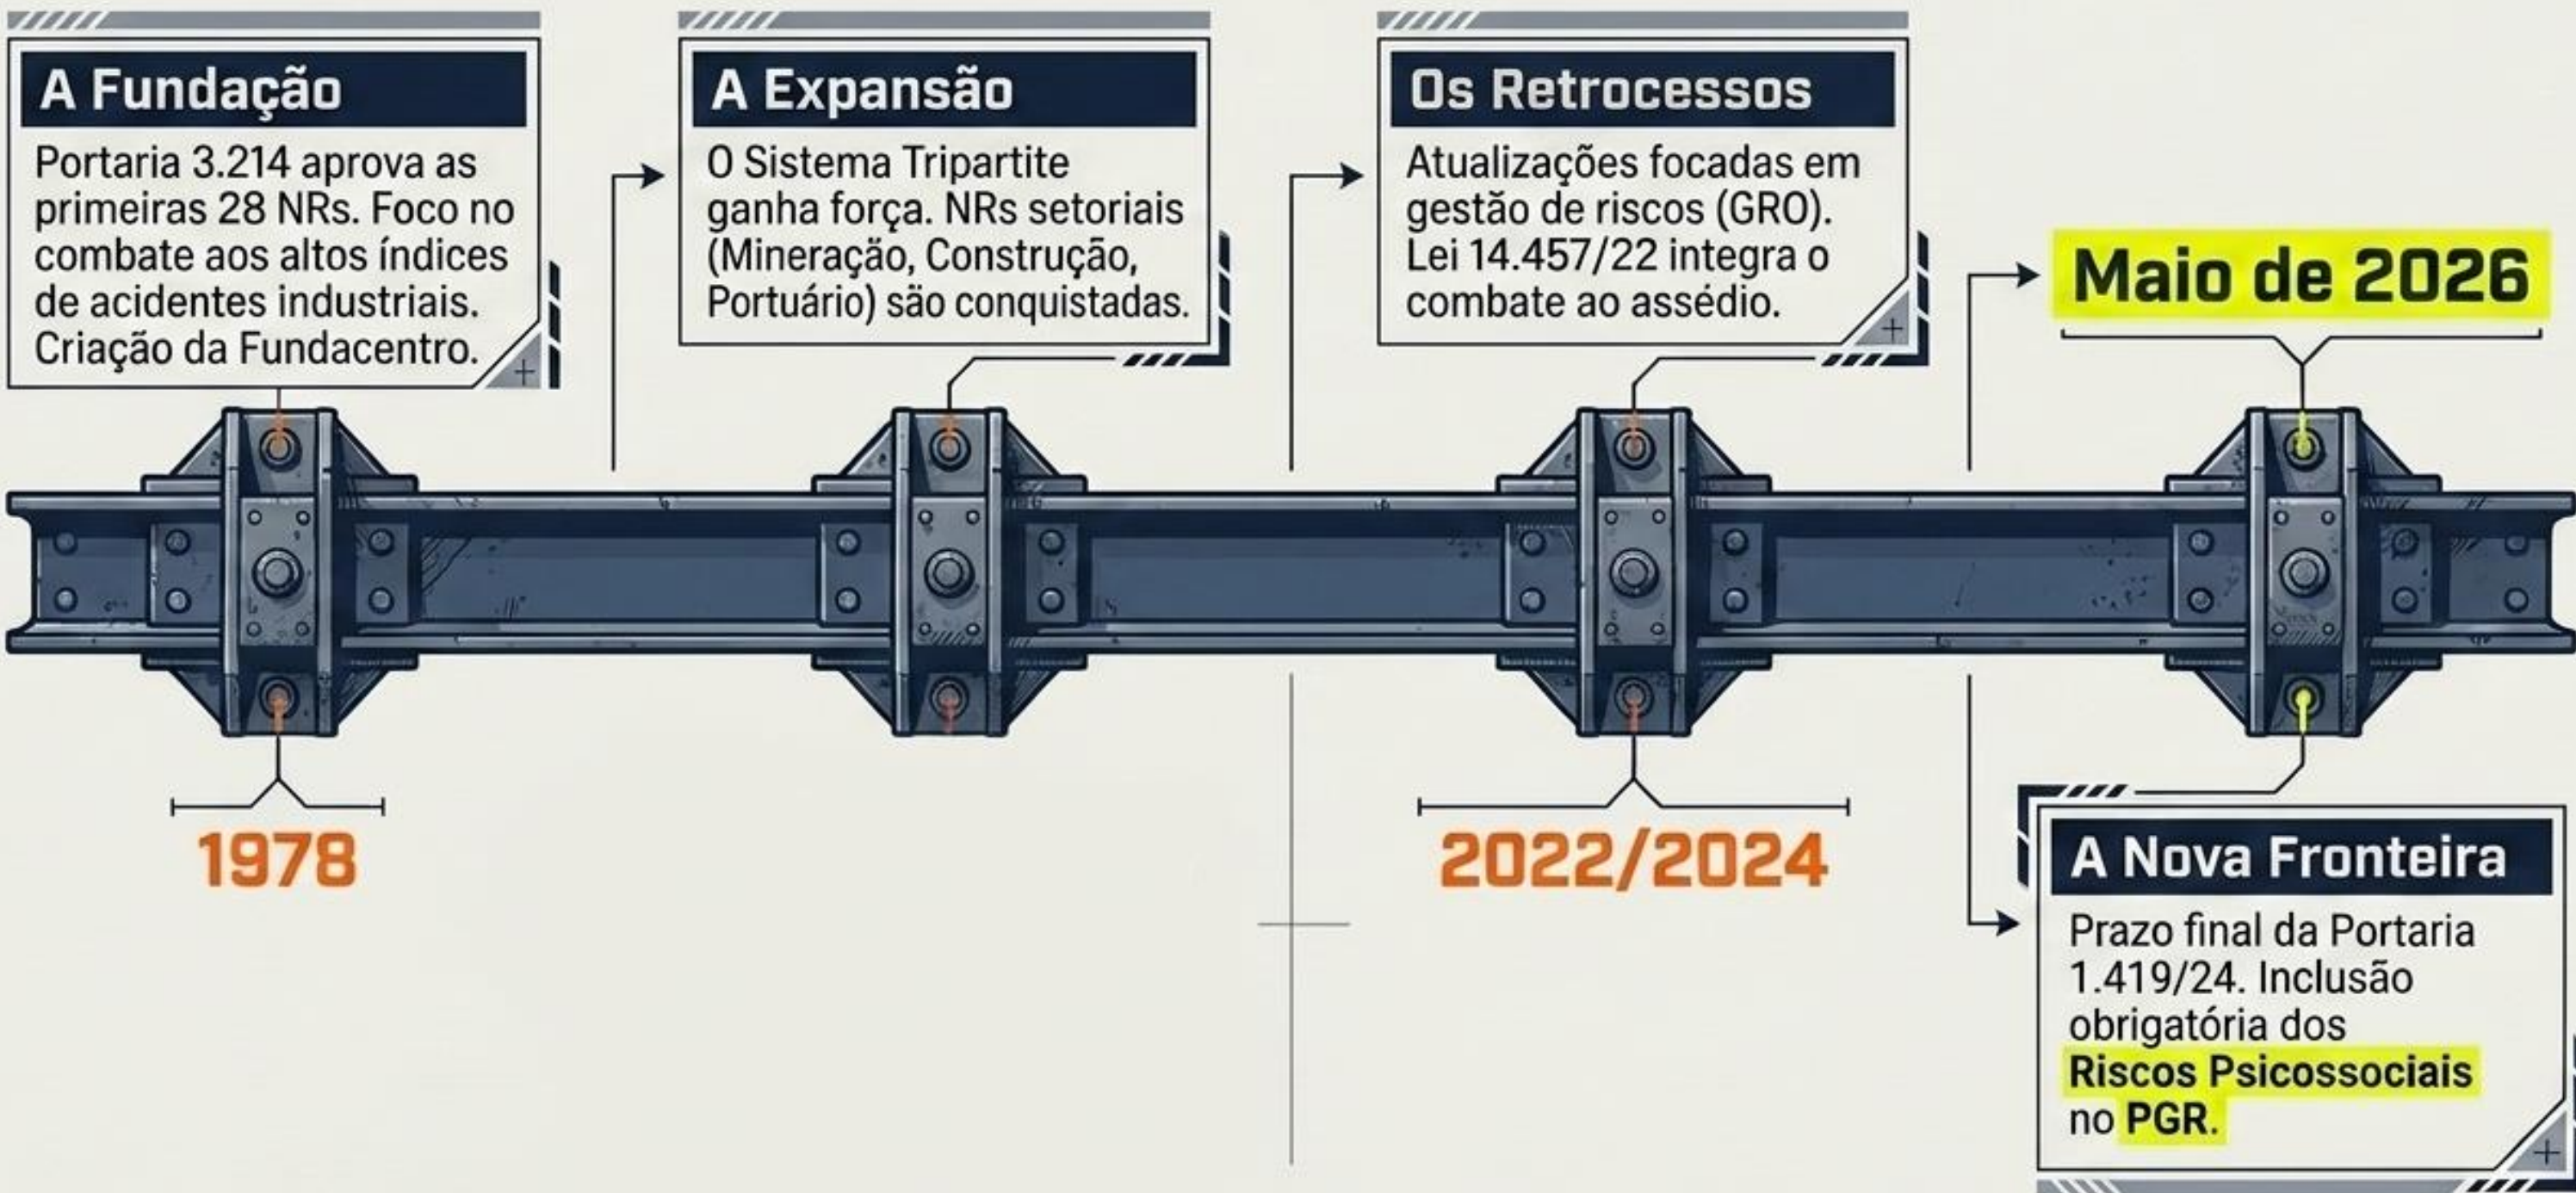 A Fundação
Portaria 3.214 aprova as
primeiras 28 NRs. Foco no
combate aos altos índices
de acidentes industriais.
Criação da Fundacentro.
1978
A Expansão
O Sistema Tripartite
ganha força. NRs setoriais
(Mineração, Construção,
Portuário) são conquistadas.
Os Retrocessos
Atualizações focadas em
gestão de riscos (GRO).
Lei 14.457/22 integra o
combate ao assédio.
2022/2024
Maio de 2026
A Nova Fronteira
Prazo final da Portaria
1.419/24. Inclusão
obrigatória dos
Riscos Psicossociais
no PGR.